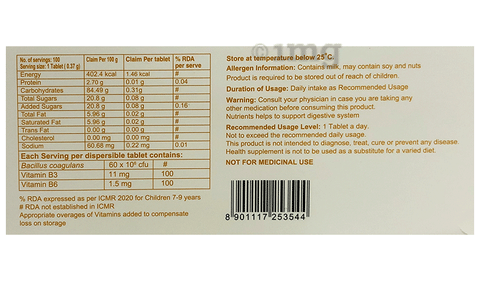 No. of servings: 100
Serving size: 1 Tablet (0.37 g)
Claim Per 100 g
Claim Per tablet
% RDA per serve
Energy 402.4 kcal 1.46 kcal #
Protein 2.70 g 0.01 g 0.04
Carbohydrates 84.49 g 0.31g #
Total Sugars 20.8 g 0.08 g #
Added Sugars 20.8 g 0.08 g 0.16
Total Fat 5.96 g 0.02 g #
Saturated Fat 5.96 g 0.02 g #
Trans Fat 0.00 g 0.00 g #
Cholesterol 0.00 mg 0.00 mg #
Sodium 60.68 mg 0.22 mg 0.01
Each Serving per dispersible tablet contains:
Bacillus coagulans 60 x 10⁶ cfu #
Vitamin B3 11 mg 100
Vitamin B6 1.5 mg 100
% RDA expressed as per ICMR 2020 for Children 7-9 years
# RDA not established in ICMR
Appropriate overages of Vitamins added to compensate
loss on storage
1mg
Store at temperature below 25°C.
Allergen Information: Contains milk, may contain soy and nuts
Product is required to be stored out of reach of children.
Duration of Usage: Daily intake as Recommended Usage
Warning: Consult your physician in case you are taking any
other medication before consuming this product.
Nutrients helps to support digestive system
Recommended Usage Level: 1 Tablet a day.
Not to exceed the recommended daily usage.
This product is not intended to diagnose, treat, cure or prevent any disease.
Health supplement is not to be used as a substitute for a varied diet.
NOT FOR MEDICINAL USE
8 901117 253544